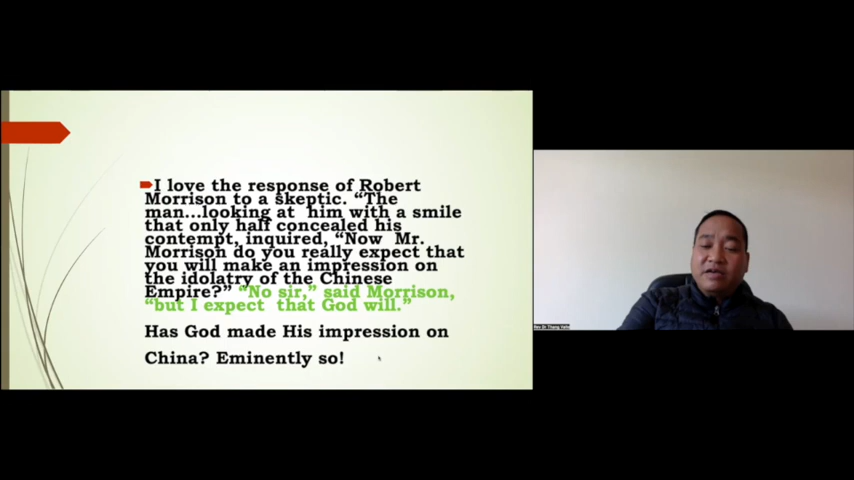 I love the response of Robert
Morrison to a skeptic. “The
man...looking at him with a smile
that only half concealed his
contempt, inquired, “Now Mr.
Morrison do you really expect that
you will make an impression on
the idolatry of the Chinese
Empire?” “No sir,” said Morrison,
“but I expect that God will.”
Has God made His impression on
China? Eminently so!
Rev Dr Thang